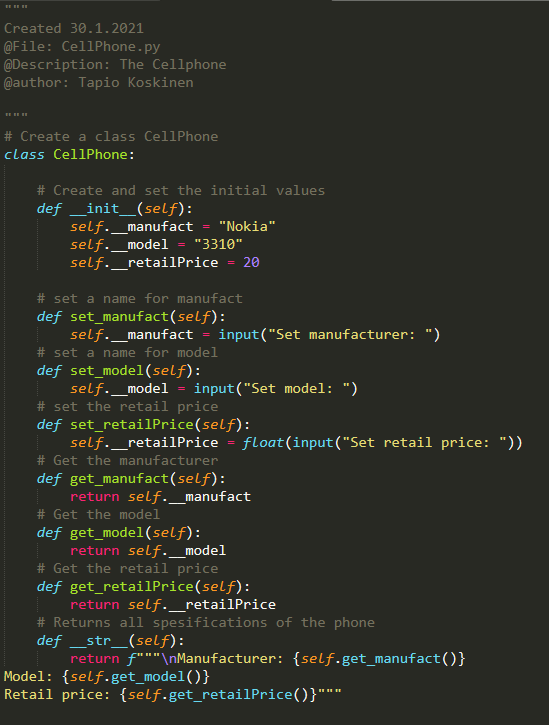 """
Created 30.1.2021
@File: CellPhone.py
@Description: The Cellphone
@author: Tapio Koskinen

"""
# Create a class CellPhone
class CellPhone:

    # Create and set the initial values
    def __init__(self):
        self.__manufact = "Nokia"
        self.__model = "3310"
        self.__retailPrice = 20

    # set a name for manufact
    def set_manufact(self):
        self.__manufact = input("Set manufacturer: ")
    # set a name for model
    def set_model(self):
        self.__model = input("Set model: ")
    # set the retail price
    def set_retailPrice(self):
        self.__retailPrice = float(input("Set retail price: "))
    # Get the manufacturer
    def get_manufact(self):
        return self.__manufact
    # Get the model
    def get_model(self):
        return self.__model
    # Get the retail price
    def get_retailPrice(self):
        return self.__retailPrice
    # Returns all spesifications of the phone
    def __str__(self):
        return f"""\nManufacturer: {self.get_manufact()}
Model: {self.get_model()}
Retail price: {self.get_retailPrice()}"""